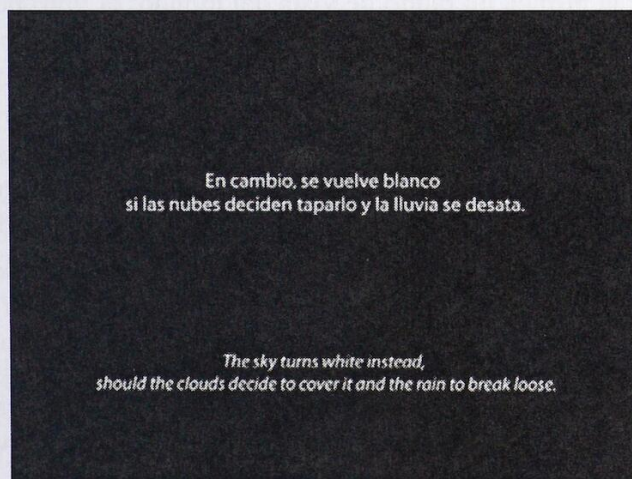 En cambio, se vuelve blanco
si las nubes deciden taparlo y la lluvia se desata.
The sky turns white instead,
should the clouds decide to cover it and the rain to break loose.